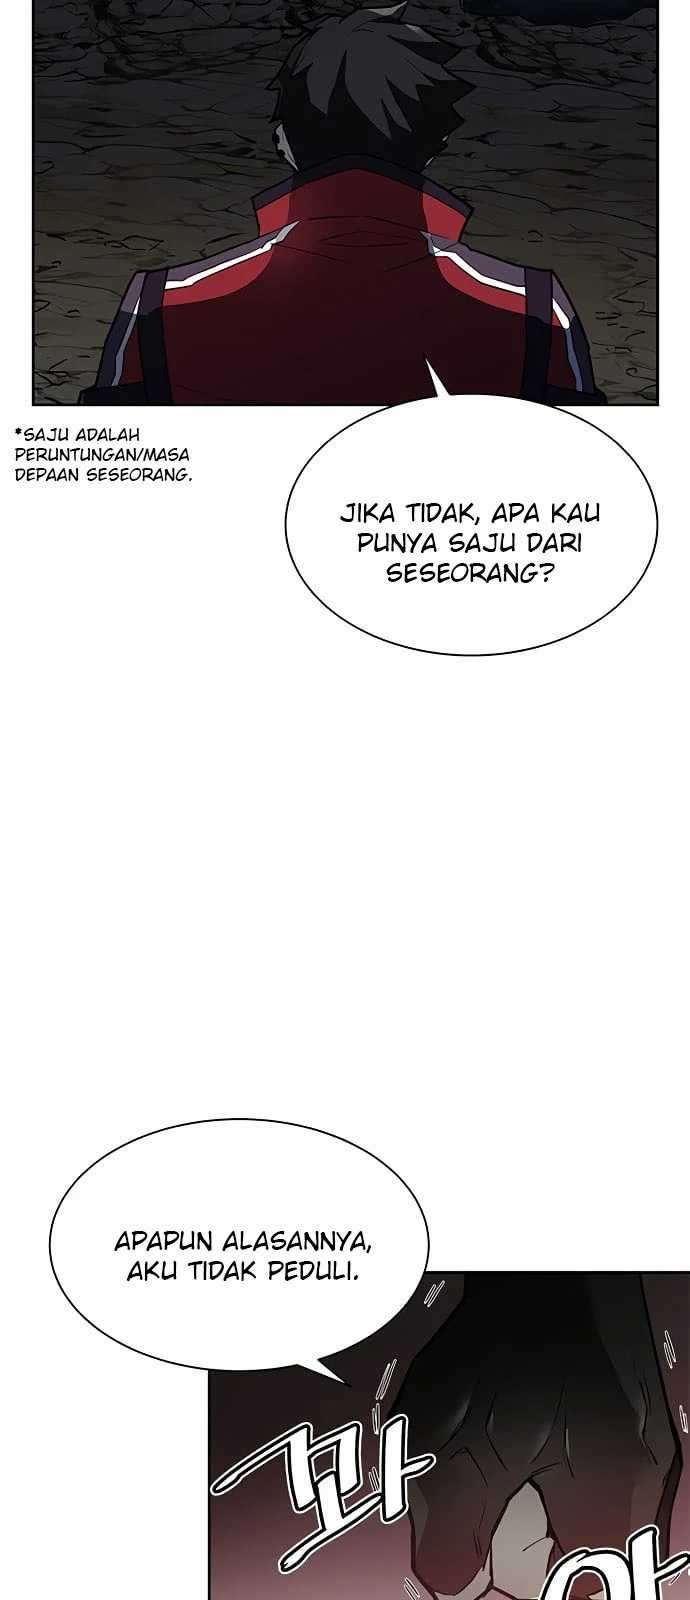 *SAJU ADALAH
PERUNTUNGAN/MASA
DEPAAN SESEORANG.
JIKA TIDAK, APA KAU
PUNYA SAJU DARI
SESEORANG?
APAPUN ALASANNYA,
AKU TIDAK PEDULI.
꽈